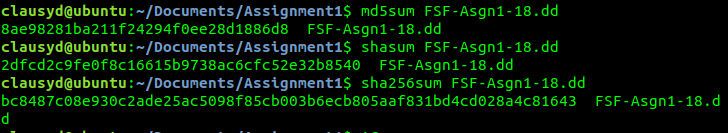 clausyd@ubuntu:~/Documents/Assignment1$ md5sum FSF-Asgn1-18.dd
8ae98281ba211f24294f0ee28d1886d8  FSF-Asgn1-18.dd
clausyd@ubuntu:~/Documents/Assignment1$ shasum FSF-Asgn1-18.dd
2dfcd2c9fe0f8c16615b9738ac6cfc52e32b8540  FSF-Asgn1-18.dd
clausyd@ubuntu:~/Documents/Assignment1$ sha256sum FSF-Asgn1-18.dd
bc8487c08e930c2ade25ac5098f85cb003b6ecb805aaf831bd4cd028a4c81643  FSF-Asgn1-18.d
d